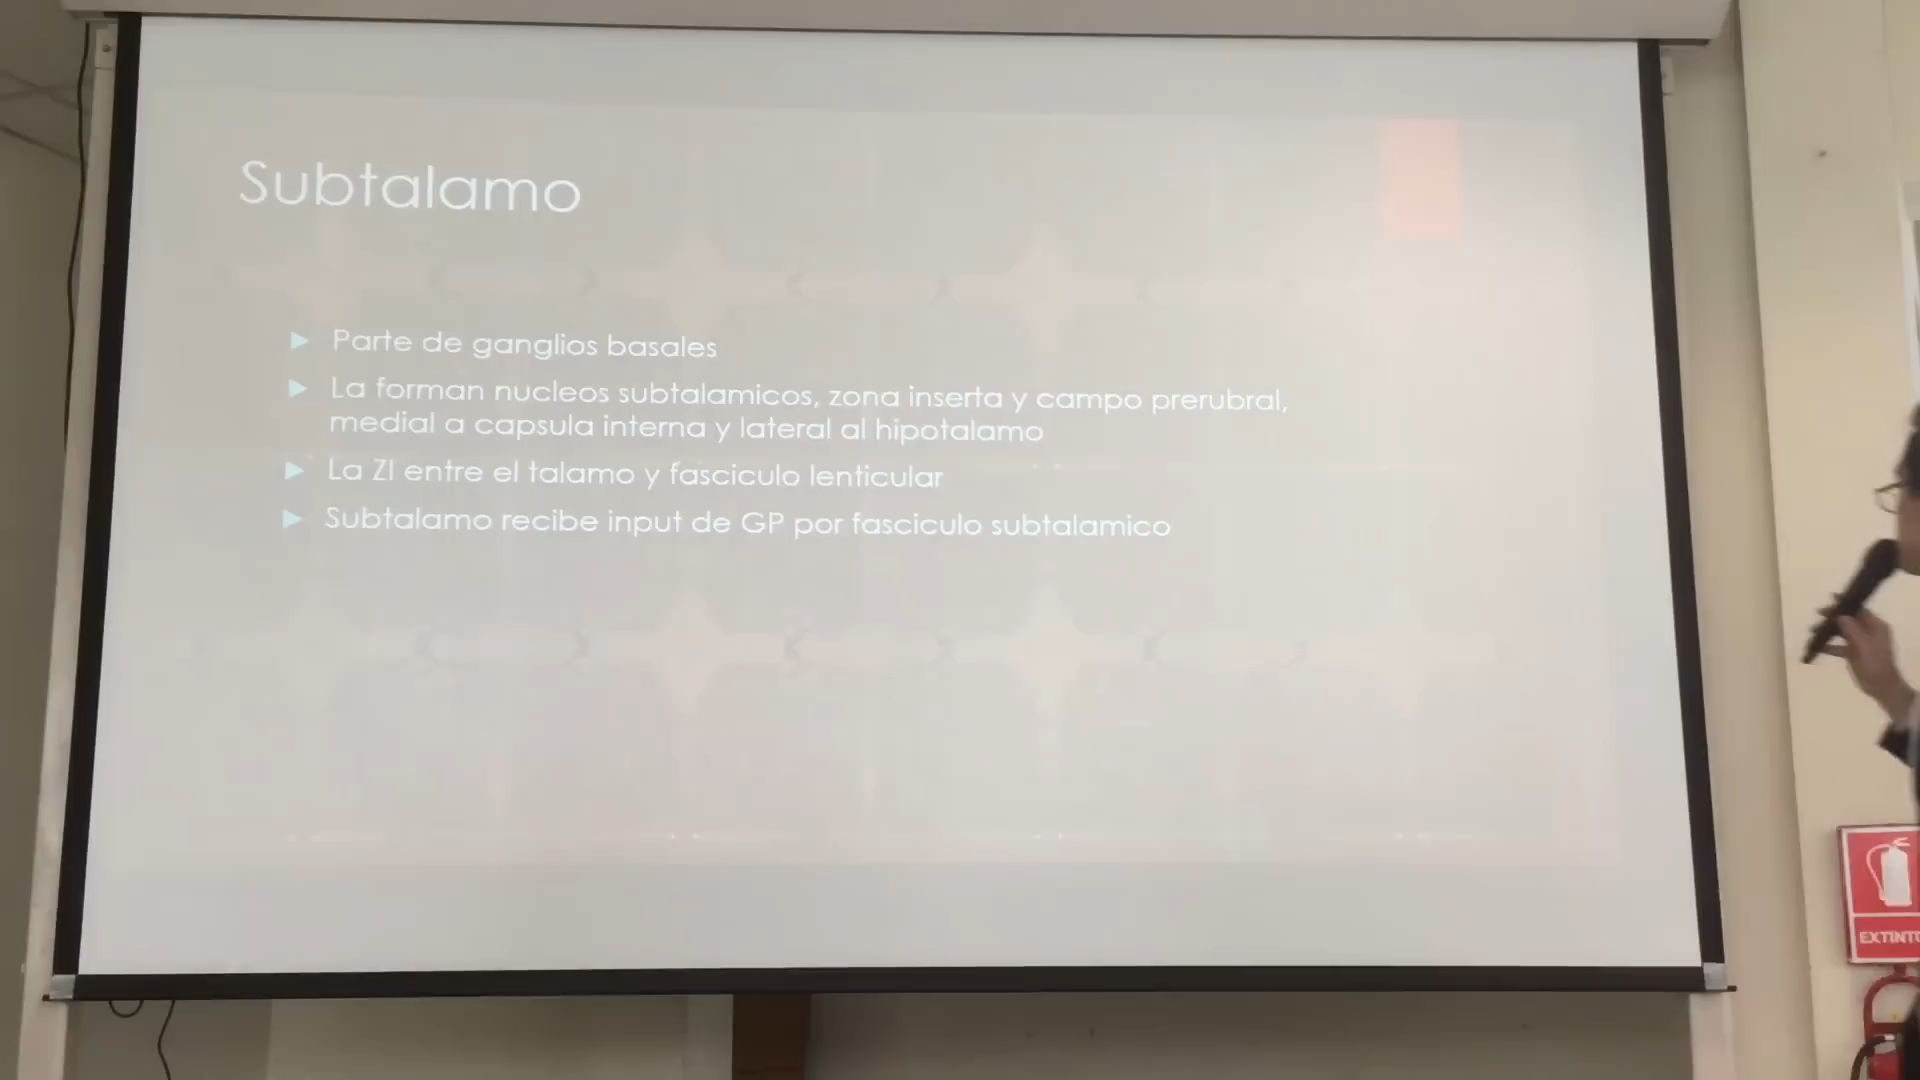 Subtalamo
Parte de ganglios basales
La forman nucleos subtalamicos, zona inserta y campo prerubral,
medial a capsula interna y lateral al hipotalamo
La ZI entre el talamo y fasciculo lenticular
Subtalamo recibe input de GP por fasciculo subtalamico
EXTINTO